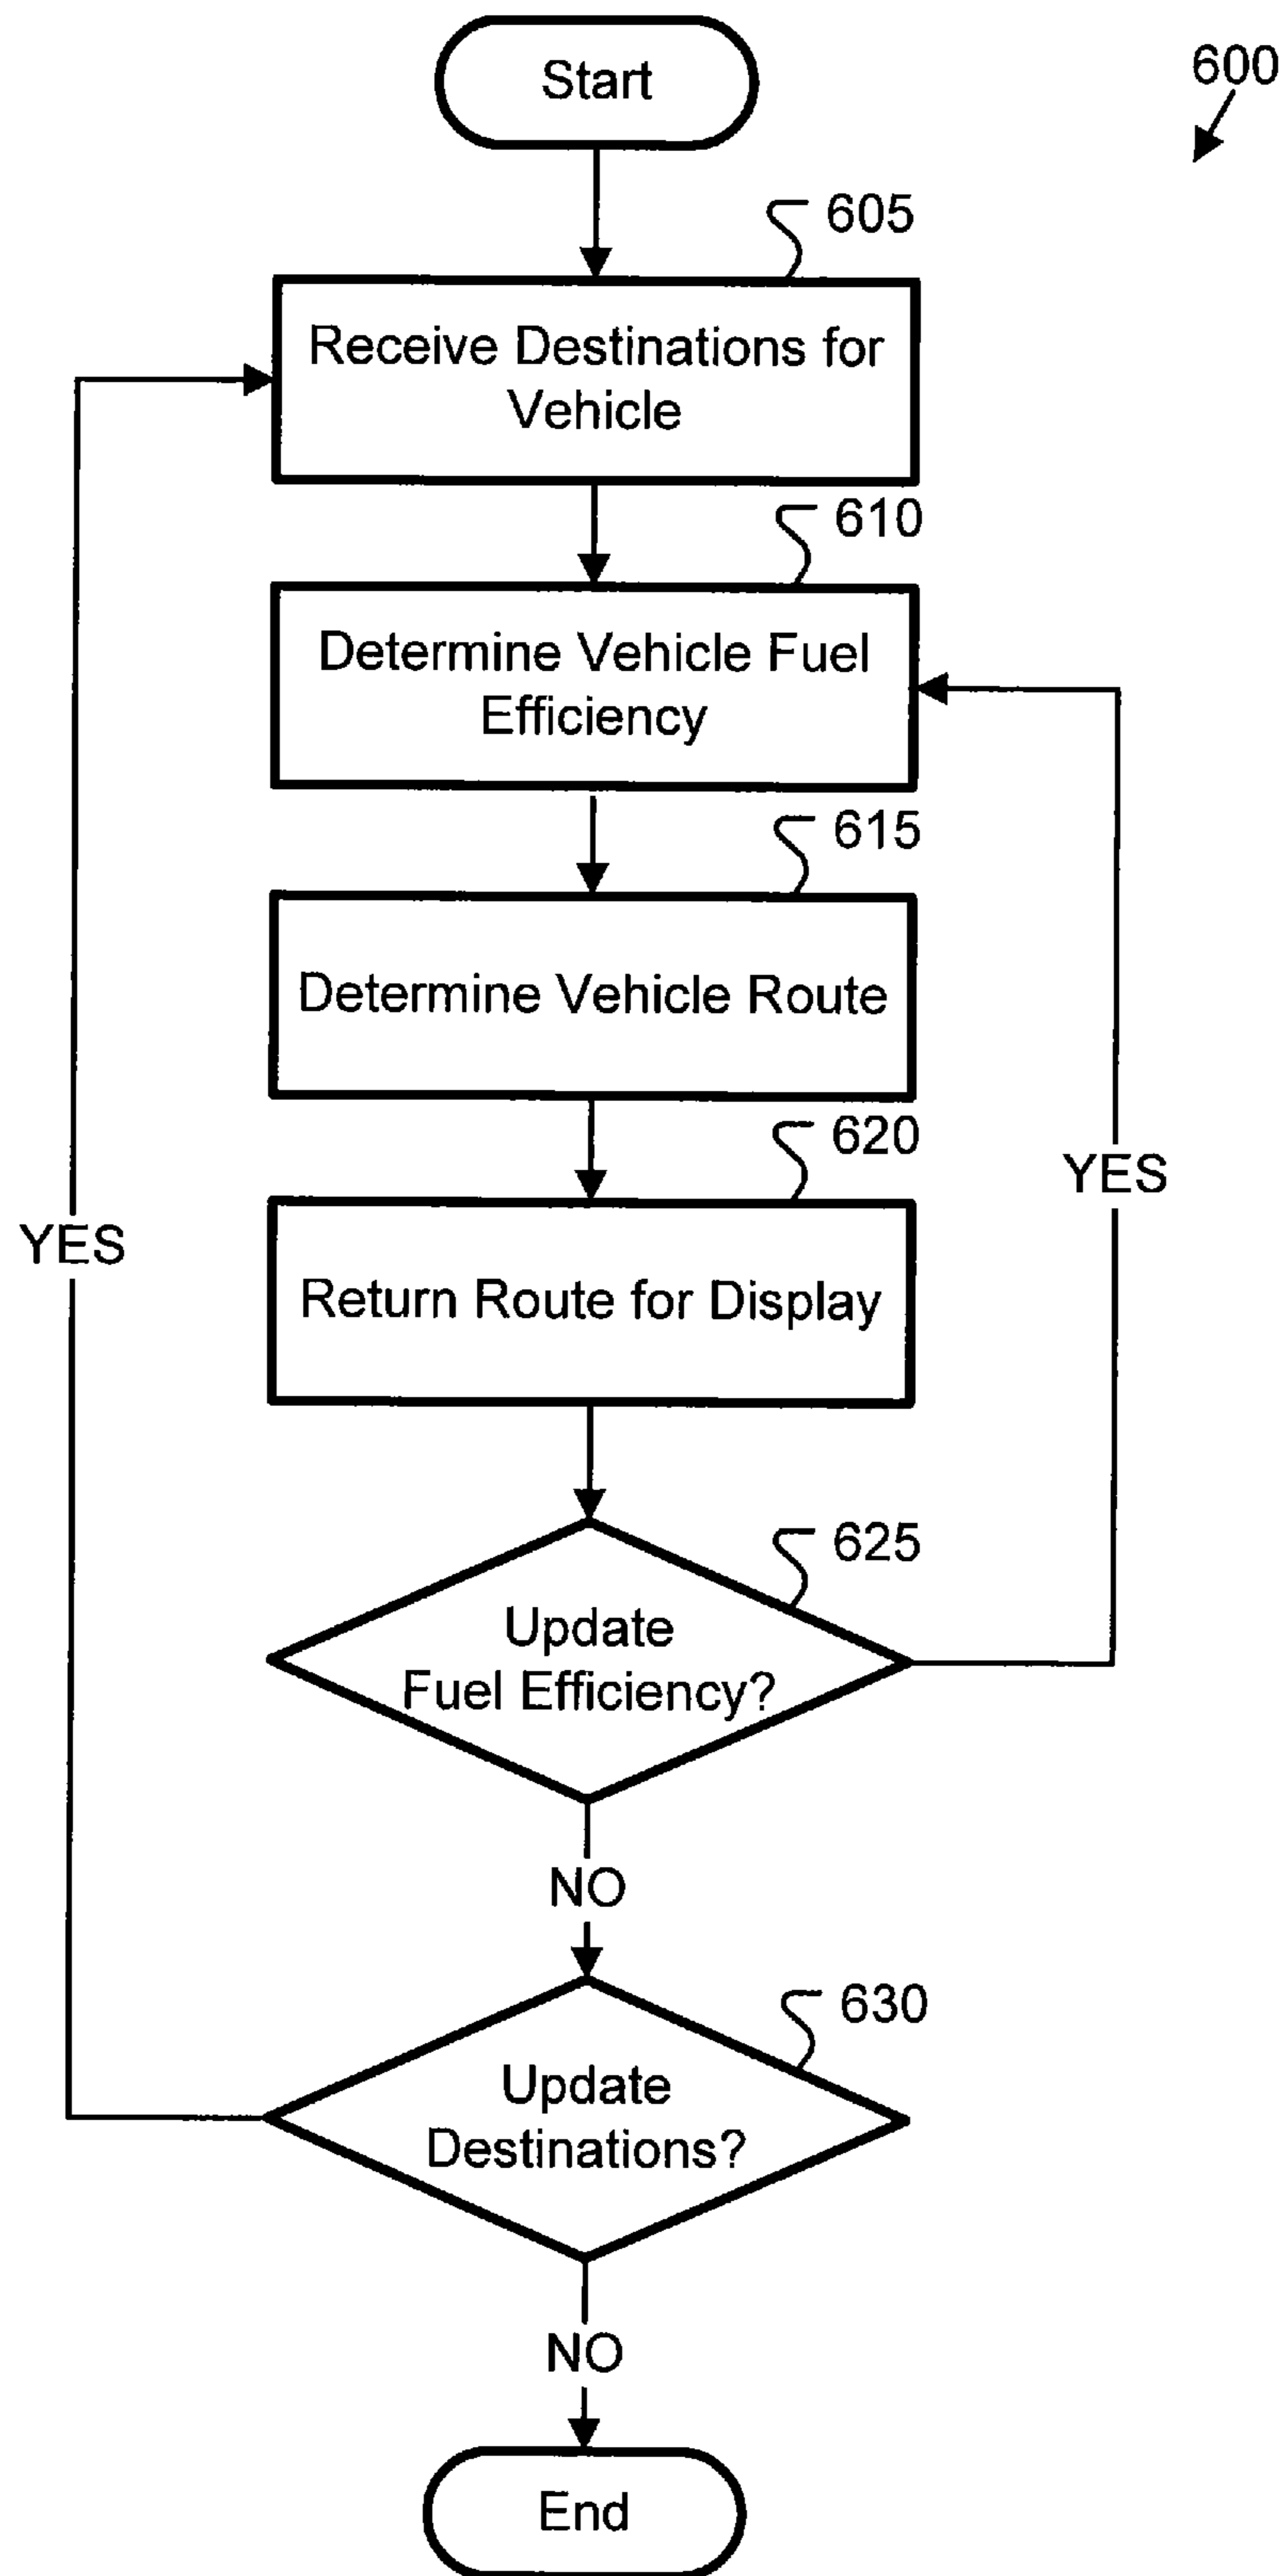 Start
600
605
Receive Destinations for
Vehicle
610
Determine Vehicle Fuel
Efficiency
615
Determine Vehicle Route
620
YES
YES
Return Route for Display
625
Update
Fuel Efficiency?
NO
630
Update
Destinations?
NO
End